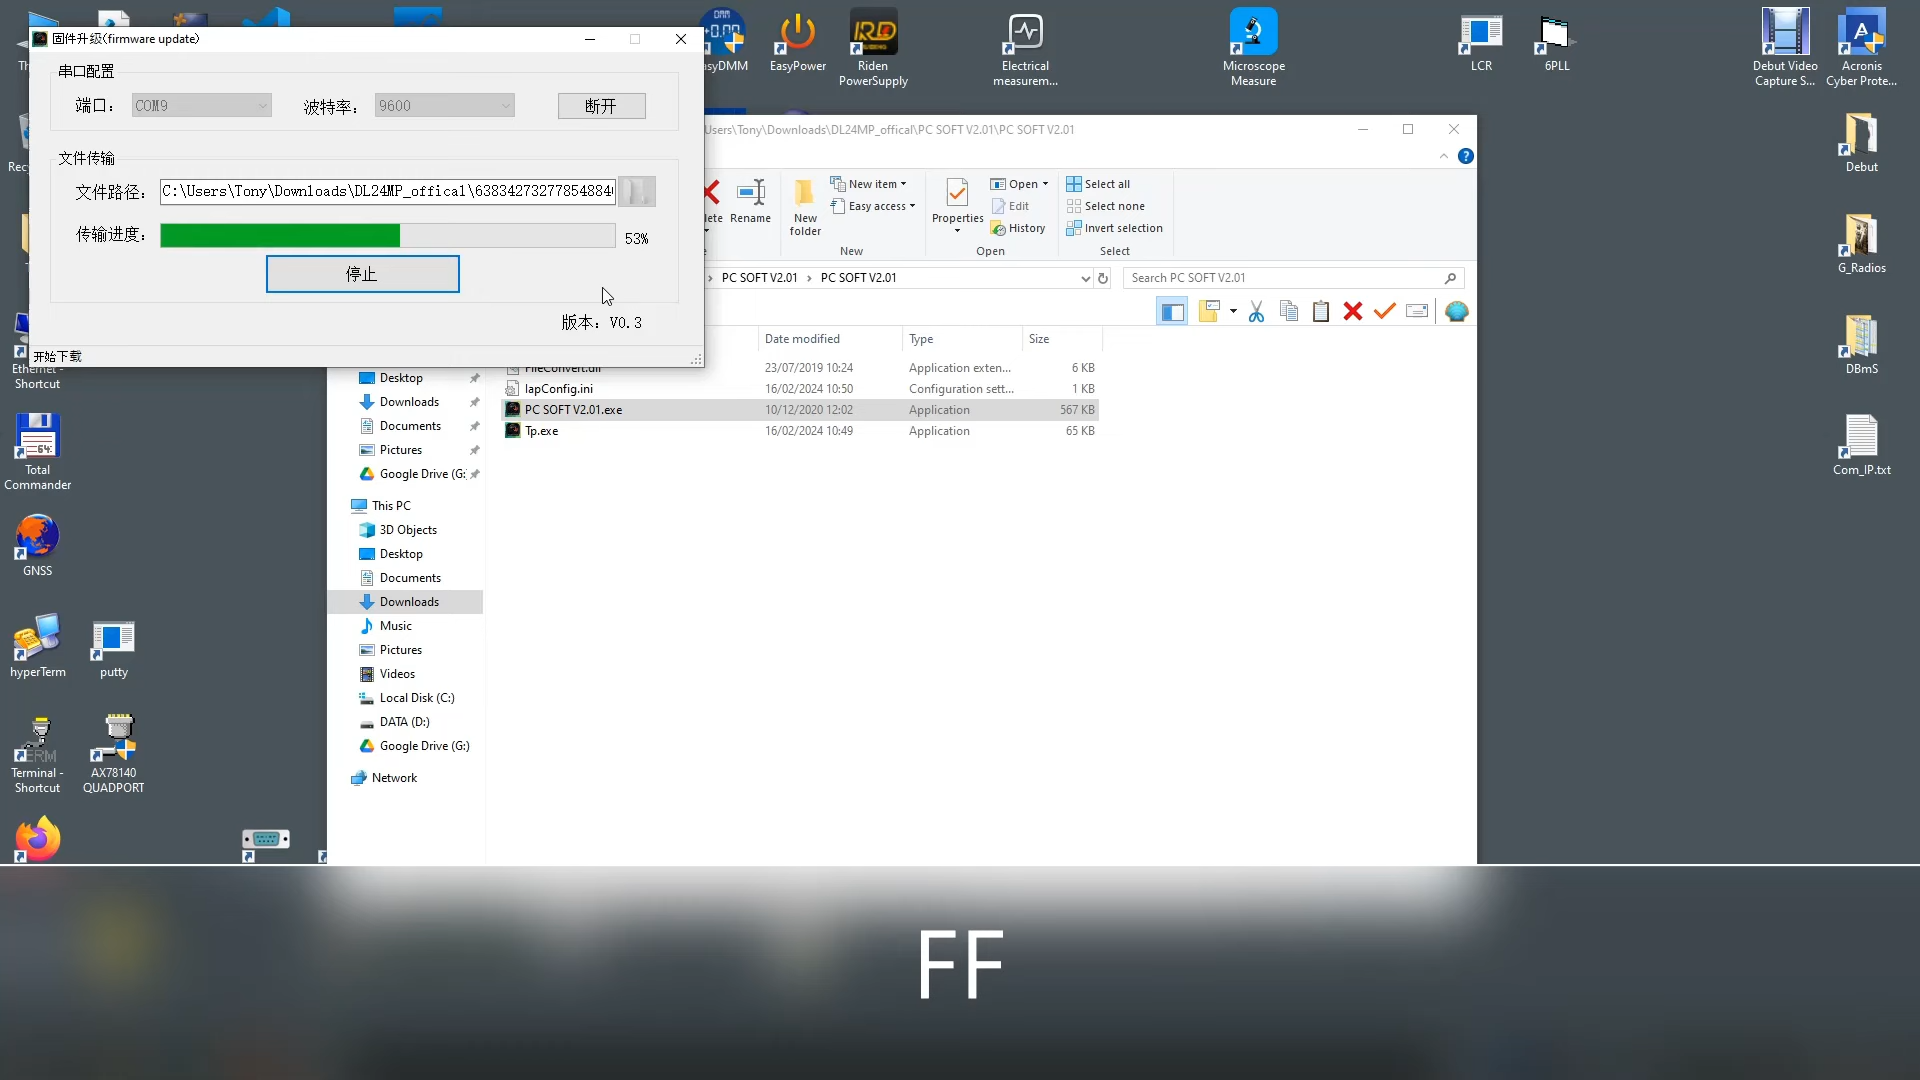 固件升级(firmware update)
串口配置
端口： COM9 波特率： 9600 断开
文件传输
文件路径： C:\Users\Tony\Downloads\DL24MP_offical\6383427327785488
传输进度： 53%
停止
版本：V0.3
开始下载
EasyPower
Riden
PowerSupply
Electrical
measurem...
Microscope
Measure
LCR
6PLL
Debut Video
Capture S...
Acronis
Cyber Prote...
Debut
G_Radios
DBmS
Com_IP.txt
Users\Tony\Downloads\DL24MP_offical\PC SOFT V2.01\PC SOFT V2.01
Rename
New
folder
New item
Easy access
New
Properties
Open
Edit
History
Open
Select all
Select none
Invert selection
Select
PC SOFT V2.01 › PC SOFT V2.01
Search PC SOFT V2.01
Date modified Type Size
FileConvert.dll 23/07/2019 10:24 Application exten... 6 KB
IapConfig.ini 16/02/2024 10:50 Configuration sett... 1 KB
PC SOFT V2.01.exe 10/12/2020 12:02 Application 567 KB
Tp.exe 16/02/2024 10:49 Application 65 KB
Desktop
Downloads
Documents
Pictures
Google Drive (G:
This PC
3D Objects
Desktop
Documents
Downloads
Music
Pictures
Videos
Local Disk (C:)
DATA (D:)
Google Drive (G:)
Network
Ethernet -
Shortcut
Total
Commander
GNSS
hyperTerm
putty
Terminal -
Shortcut
AX78140
QUADPORT
FF